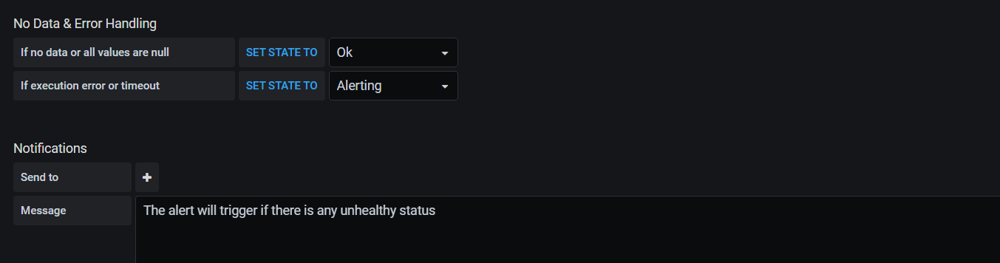 No Data & Error Handling
If no data or all values are null SET STATE TO Ok
If execution error or timeout SET STATE TO Alerting
Notifications
Send to +
Message The alert will trigger if there is any unhealthy status